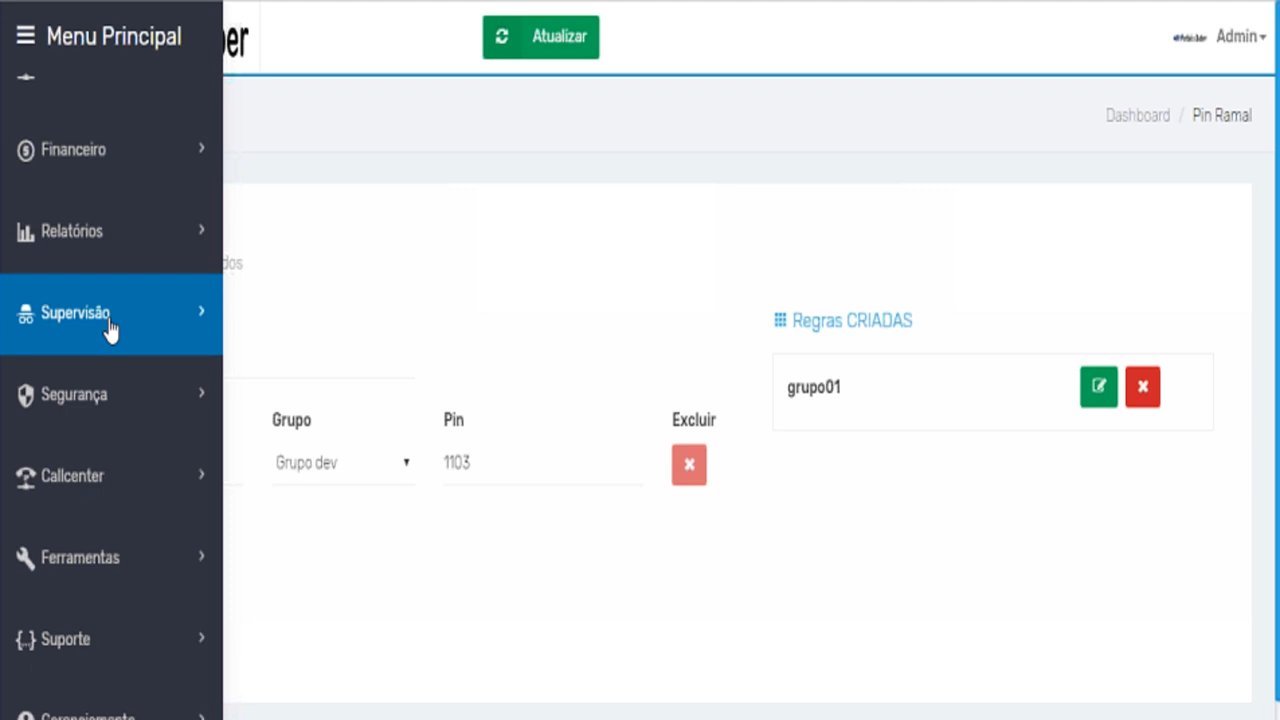 Menu Principal
Atualizar
Admin
Dashboard / Pin Ramal
Financeiro
Relatórios
Supervisão
Segurança
Callcenter
Ferramentas
{..} Suporte
Regras CRIADAS
grupo01
Grupo
Pin
Excluir
Grupo dev
1103